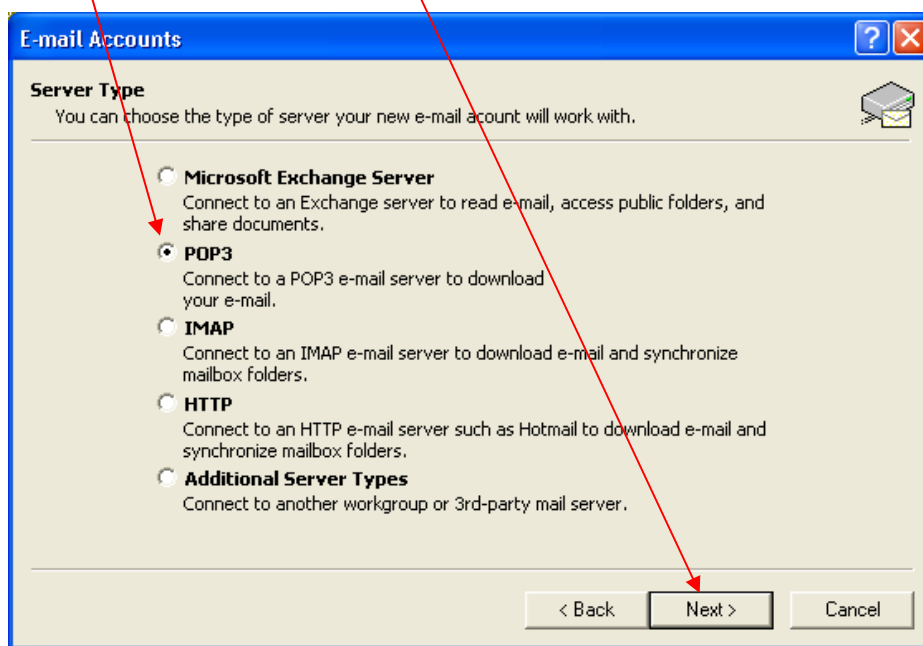 E-mail Accounts
Server Type
You can choose the type of server your new e-mail acount will work with.
Microsoft Exchange Server
Connect to an Exchange server to read e-mail, access public folders, and
share documents.
POP3
Connect to a POP3 e-mail server to download
your e-mail.
IMAP
Connect to an IMAP e-mail server to download e-mail and synchronize
mailbox folders.
HTTP
Connect to an HTTP e-mail server such as Hotmail to download e-mail and
synchronize mailbox folders.
Additional Server Types
Connect to another workgroup or 3rd-party mail server.
< Back Next > Cancel